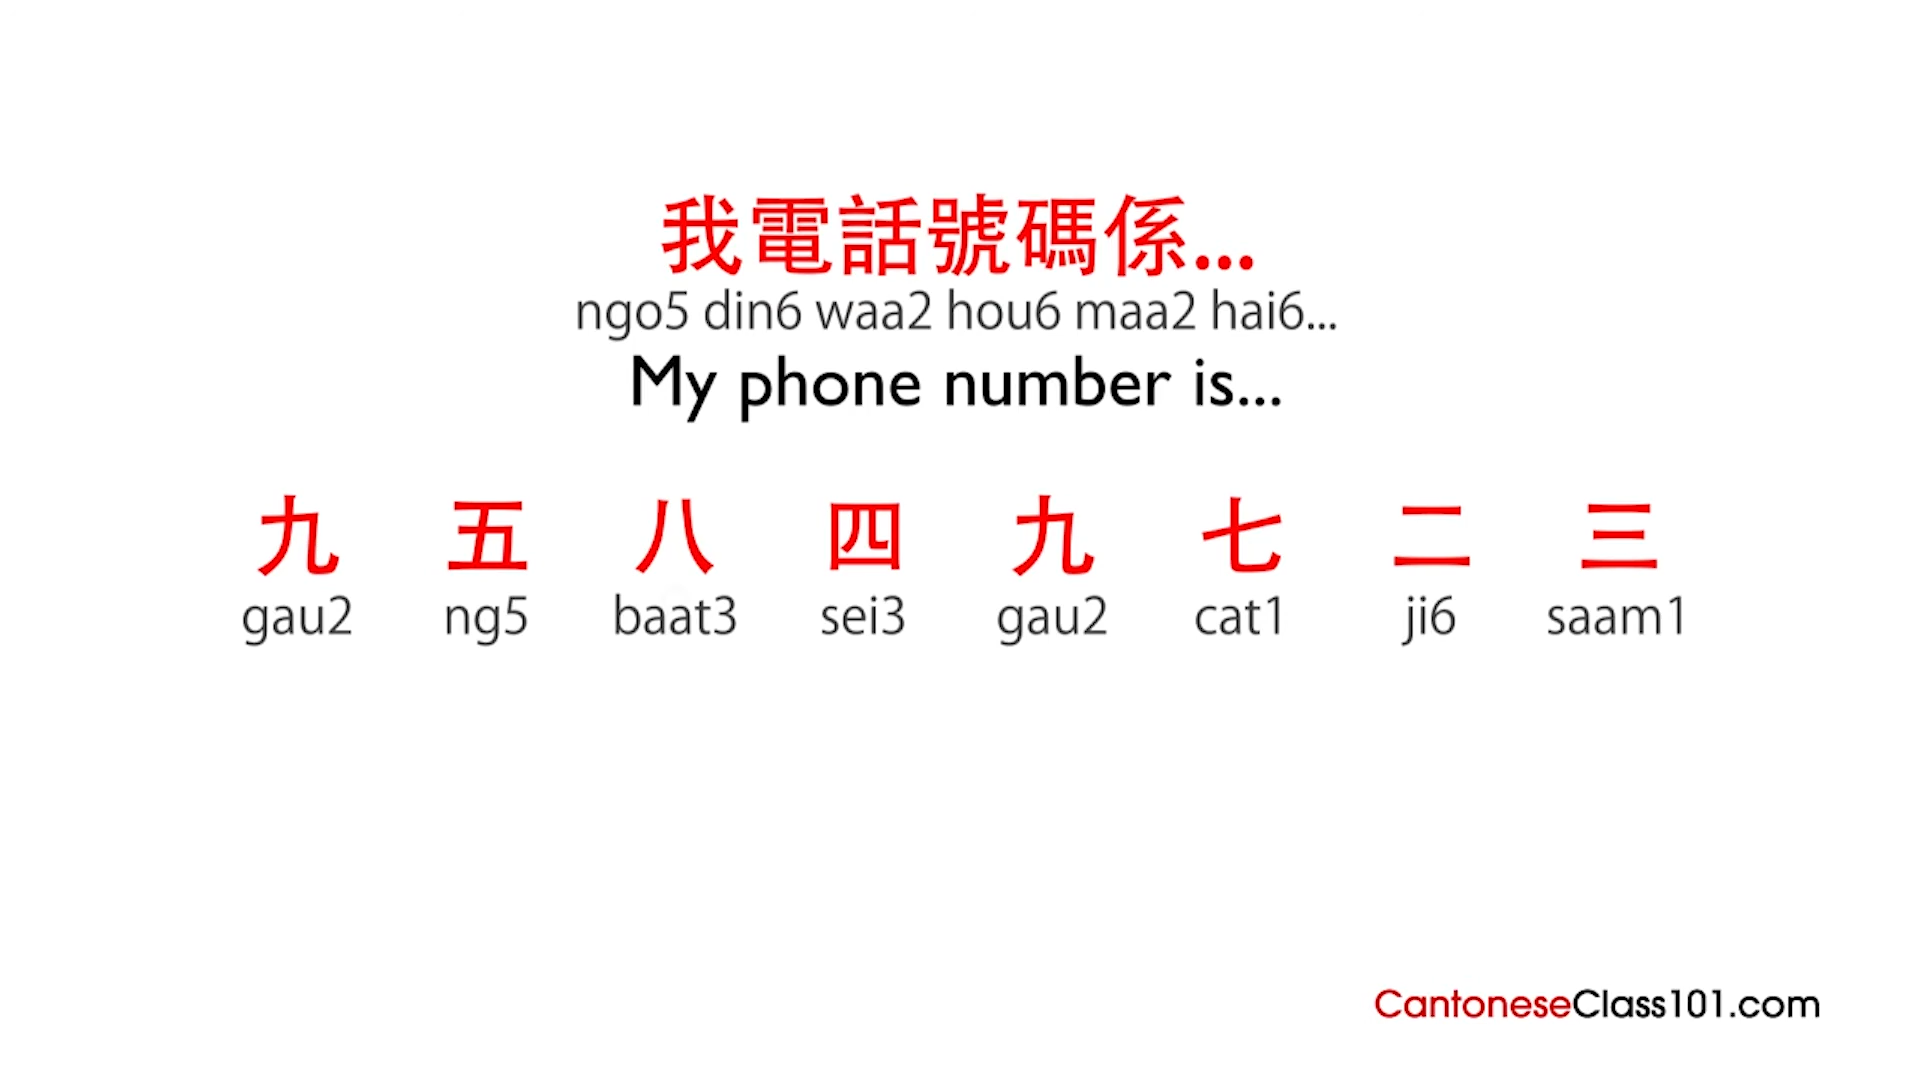 我電話號碼係...
ngo5 din6 waa2 hou6 maa2 hai6...
My phone number is...
九 五 八 四 九 七 二 三
gau2 ng5 baat3 sei3 gau2 cat1 ji6 saam1
CantoneseClass101.com